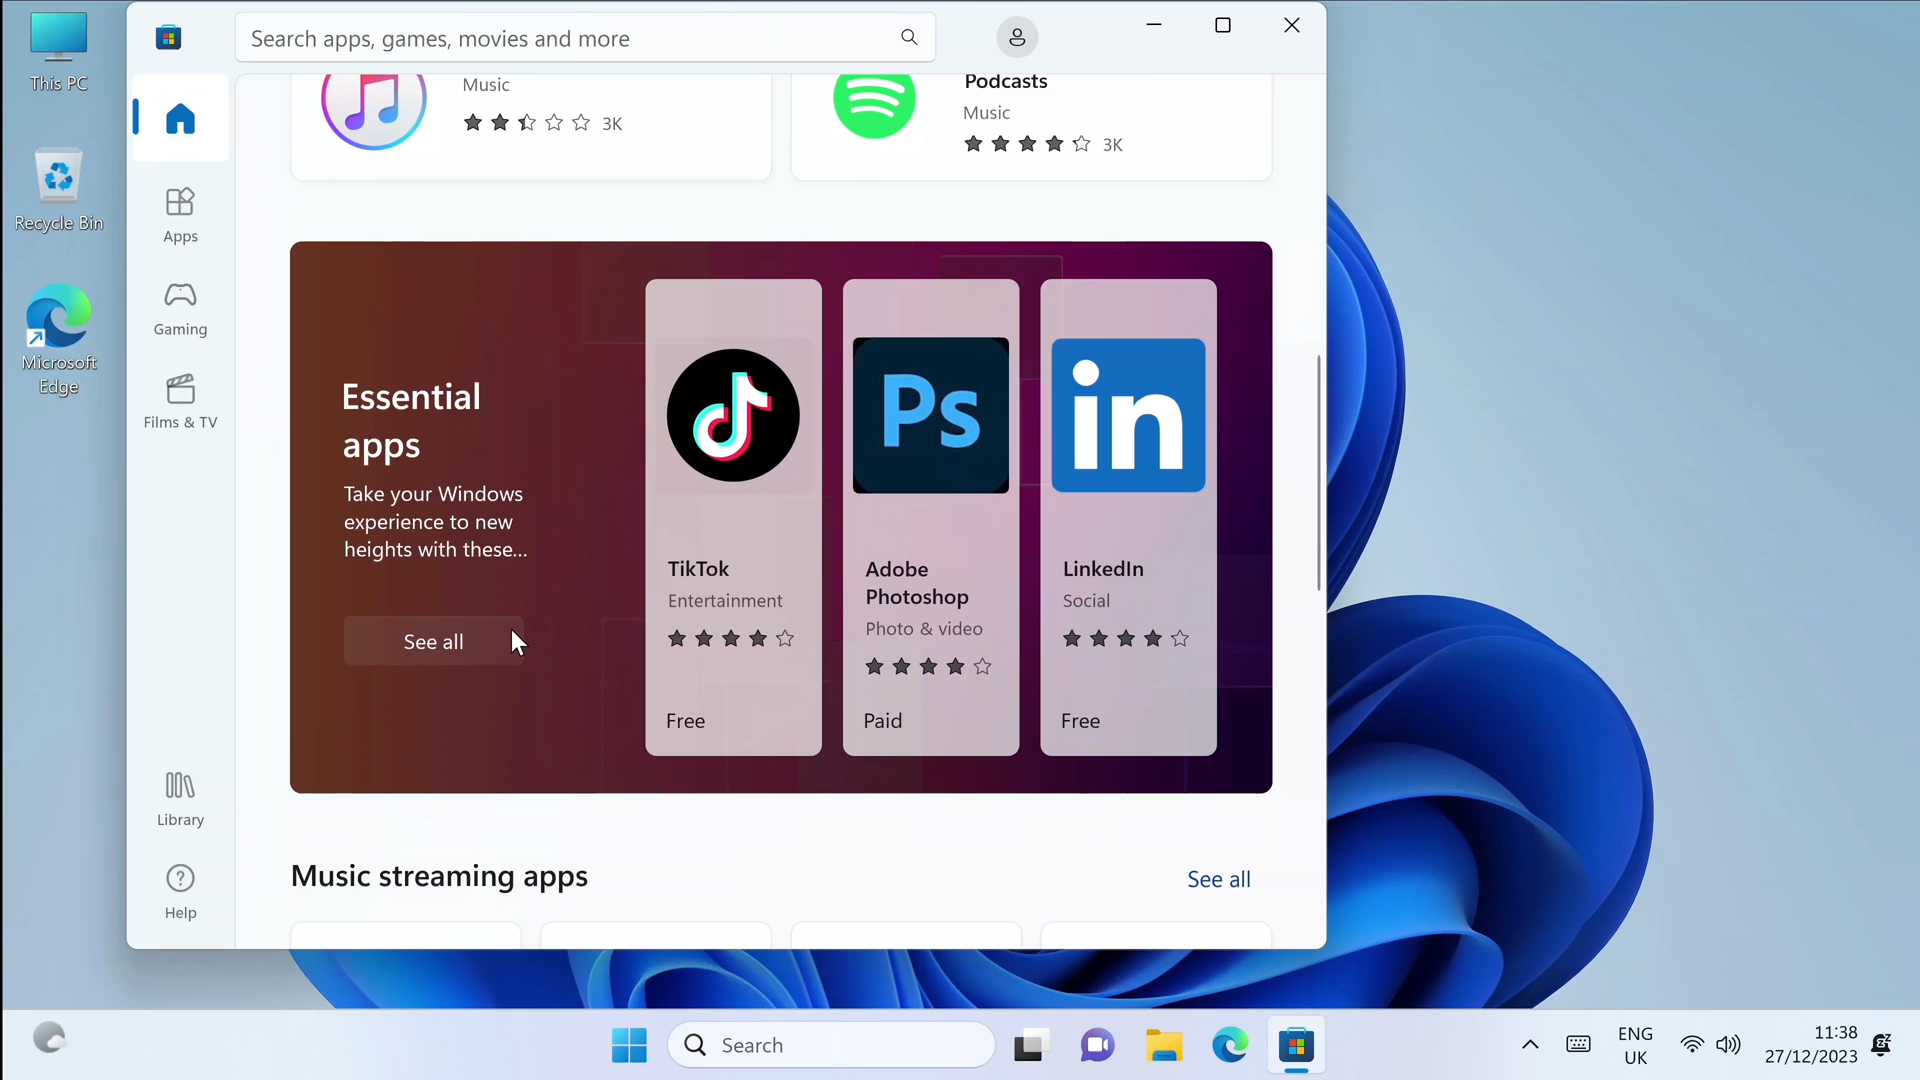 This PC
Recycle Bin
Microsoft
Edge
Search apps, games, movies and more
Apps
Gaming
Films & TV
Library
Help
Music
3K
Podcasts
Music
3K
Essential
apps
Take your Windows
experience to new
heights with these...
See all
TikTok
Entertainment
Free
Ps
Adobe
Photoshop
Photo & video
Paid
in
LinkedIn
Social
Free
Music streaming apps
See all
Search
ENG
UK
11:38
27/12/2023